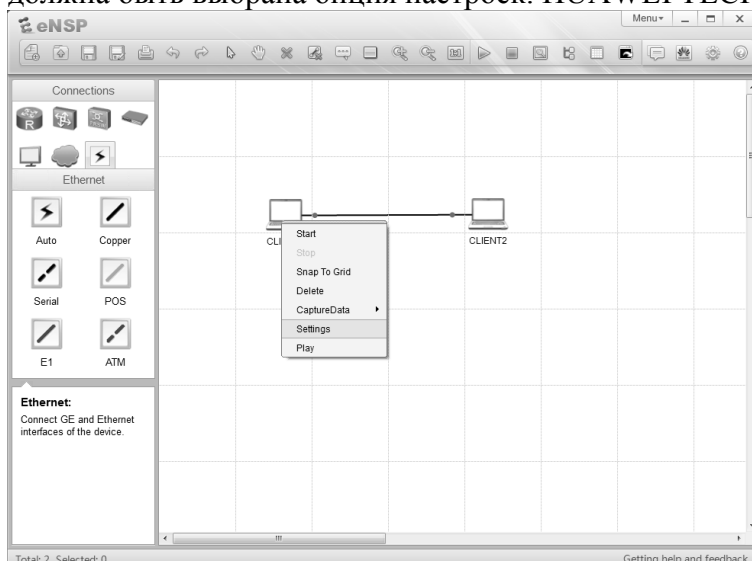 должна быть выбрана опция настроек. HUAWEI TECH
eNSP
Menu
Connections
Ethernet
Auto
Copper
Serial
POS
E1
ATM
Ethernet:
Connect GE and Ethernet
interfaces of the device.
CLI
CLIENT2
Start
Stop
Snap To Grid
Delete
CaptureData
Settings
Play
Total: 2 Selected: 0
Getting help and feedback